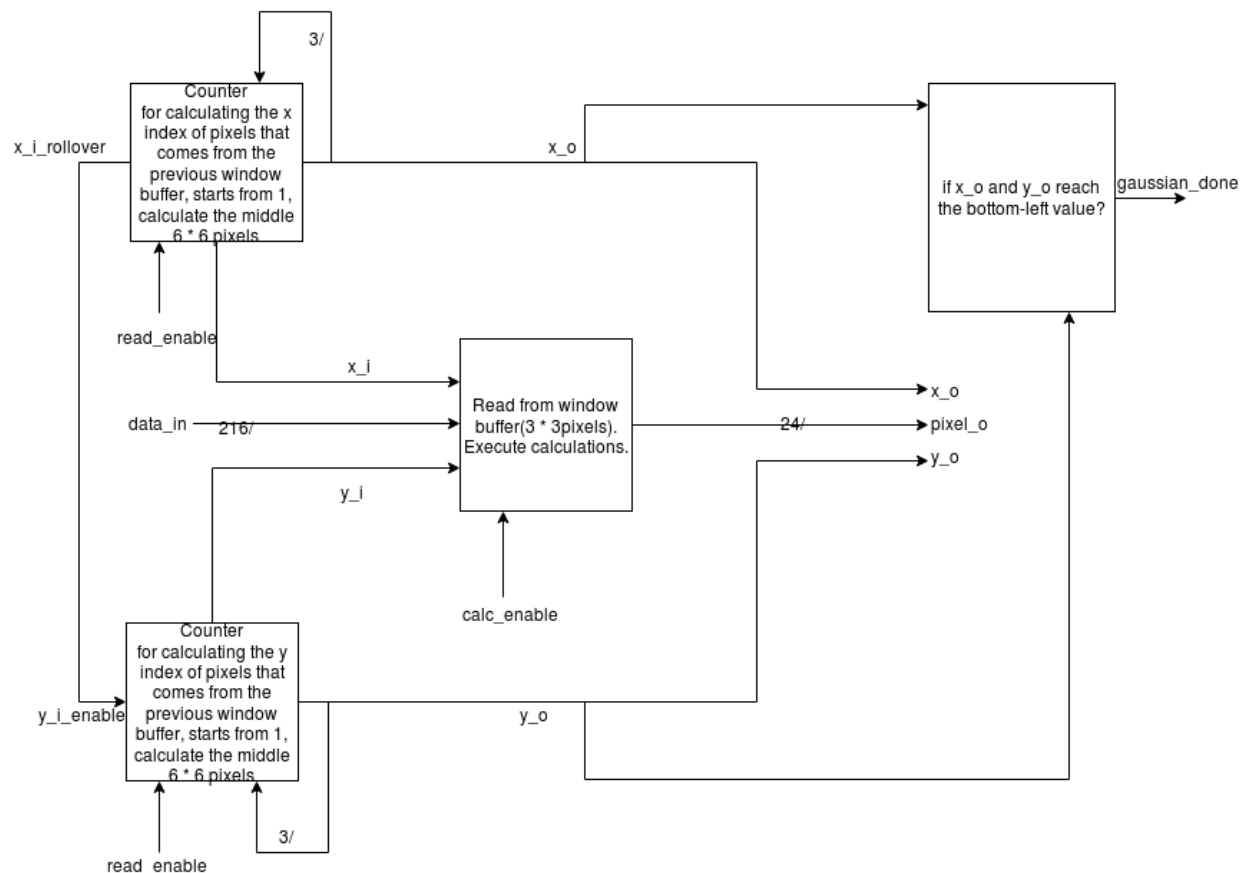 3/
Counter
for calculating the x
index of pixels that
comes from the
previous window
buffer, starts from 1,
calculate the middle
6 * 6 pixels
x_i_rollover
x_o
if x_o and y_o reach
the bottom-left value?
gaussian_done
read_enable
x_i
data_in
216/
y_i
Read from window
buffer(3 * 3pixels).
Execute calculations.
24/
x_o
pixel_o
y_o
calc_enable
Counter
for calculating the y
index of pixels that
comes from the
previous window
buffer, starts from 1,
calculate the middle
6 * 6 pixels
y_i_enable
y_o
3/
read_enable